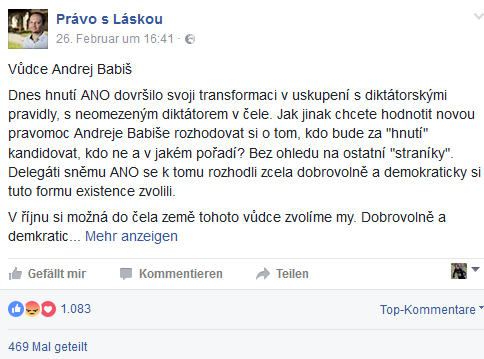 Právo s Láskou
26. Februar um 16:41 ·
Vůdce Andrej Babiš
Dnes hnutí ANO dovršilo svoji transformaci v uskupení s diktátorskými
pravidly, s neomezeným diktátorem v čele. Jak jinak chcete hodnotit novou
pravomoc Andreje Babiše rozhodovat si o tom, kdo bude za "hnutí"
kandidovat, kdo ne a v jakém pořadí? Bez ohledu na ostatní "straníky".
Delegáti sněmu ANO se k tomu rozhodli zcela dobrovolně a demokraticky si
tuto formu existence zvolili.
V říjnu si možná do čela země tohoto vůdce zvolíme my. Dobrovolně a
demkratic... Mehr anzeigen
Gefällt mir Kommentieren Teilen
1.083 Top-Kommentare
469 Mal geteilt